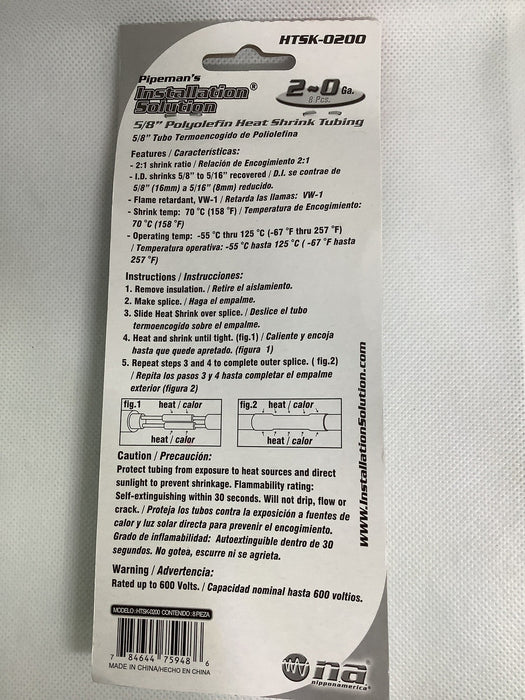 HTSK-0200
Pipeman's
Installation®
Solution
2~0 Ga.
8 Pcs.
5/8" Polyolefin Heat Shrink Tubing
5/8" Tubo Termoencogido de Poliolefina
Features / Características:
- 2:1 shrink ratio / Relación de Encogimiento 2:1
- I.D. shrinks 5/8" to 5/16" recovered / D.I. se contrae de
5/8" (16mm) a 5/16" (8mm) reducido.
- Flame retardant, VW-1 / Retarda las llamas: VW-1
- Shrink temp: 70 °C (158 °F) / Temperatura de Encogimiento:
70 °C (158 °F)
- Operating temp: -55 °C thru 125 °C (-67 °F thru 257 °F)
/ Temperatura operativa: -55 °C hasta 125 °C ( -67 °F hasta
257 °F)
Instructions / Instrucciones:
1. Remove insulation. / Retire el aislamiento.
2. Make splice. / Haga el empalme.
3. Slide Heat Shrink over splice. / Deslice el tubo
termoencogido sobre el empalme.
4. Heat and shrink until tight. (fig.1) / Caliente y encoja
hasta que quede apretado. (figura 1)
5. Repeat steps 3 and 4 to complete outer splice. ( fig.2)
/ Repita los pasos 3 y 4 hasta completar el empalme
exterior (figura 2)
fig.1 heat / calor
heat / calor
fig.2 heat / calor
heat / calor
Caution / Precaución:
Protect tubing from exposure to heat sources and direct
sunlight to prevent shrinkage. Flammability rating:
Self-extinguishing within 30 seconds. Will not drip, flow or
crack. / Proteja los tubos contra la exposición a fuentes de
calor y luz solar directa para prevenir el encogimiento.
Grado de inflamabilidad: Autoextinguible dentro de 30
segundos. No gotea, escurre ni se agrieta.
Warning / Advertencia:
Rated up to 600 Volts. / Capacidad nominal hasta 600 voltios.
www.InstallationSolution.com
MODELO: HTSK-0200 CONTENIDO: 8 PIEZA
7 84644 75948 6
MADE IN CHINA/HECHO EN CHINA
na
nipponamerica